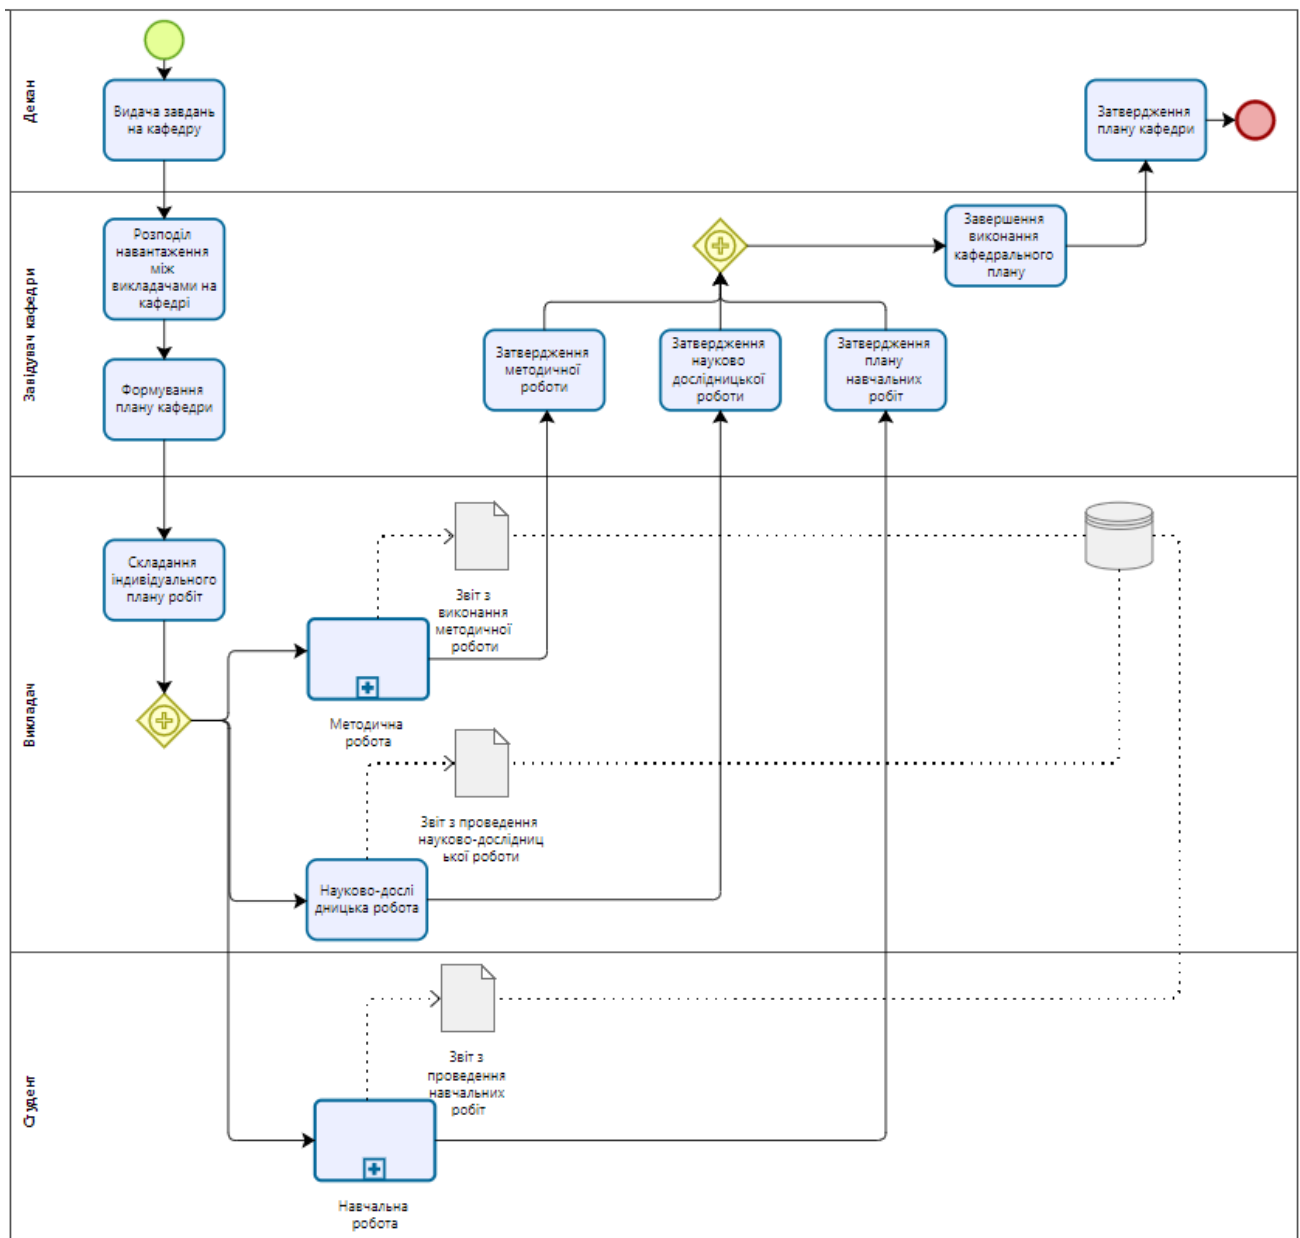 Декан
Видача завдань
на кафедру
Затвердження
плану кафедри
Завідувач кафедри
Розподіл
навантаження
між
викладачами на
кафедрі
Формування
плану кафедри
Завершення
виконання
кафедрального
плану
Затвердження
методичної
роботи
Затвердження
науково
дослідницької
роботи
Затвердження
плану
навчальних
робіт
Викладач
Складання
індивідуального
плану робіт
Звіт з
виконання
методичної
роботи
Методична
робота
Звіт з проведення
науково-дослідниц
ької роботи
Науково-дослі
дницька робота
Студент
Звіт з
проведення
навчальних
робіт
Навчальна
робота